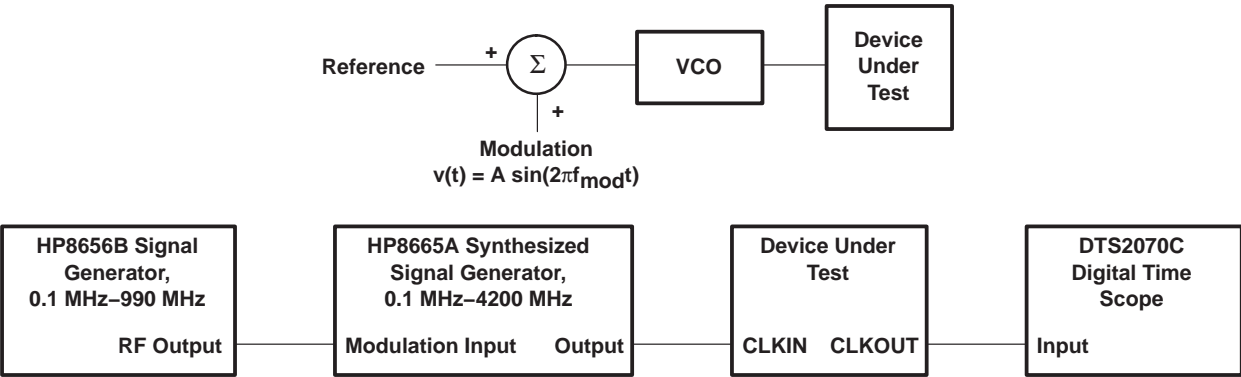 Reference
+
Σ
+
VCO
Device
Under
Test
Modulation
v(t) = A sin(2πfmodt)
HP8656B Signal
Generator,
0.1 MHz–990 MHz
RF Output
HP8665A Synthesized
Signal Generator,
0.1 MHz–4200 MHz
Modulation Input
Output
Device Under
Test
CLKIN
CLKOUT
DTS2070C
Digital Time
Scope
Input